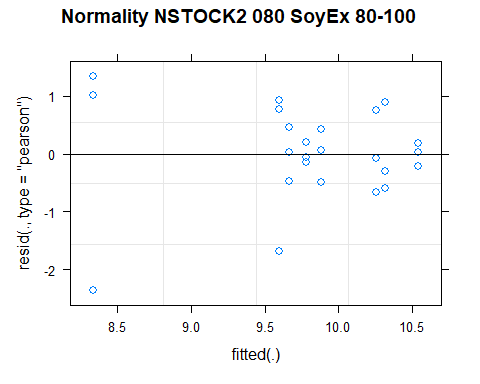 Normality NSTOCK2 080 SoyEx 80-100
resid(., type = "pearson")
1
0
-1
-2
8.5 9.0 9.5 10.0 10.5
fitted(.)